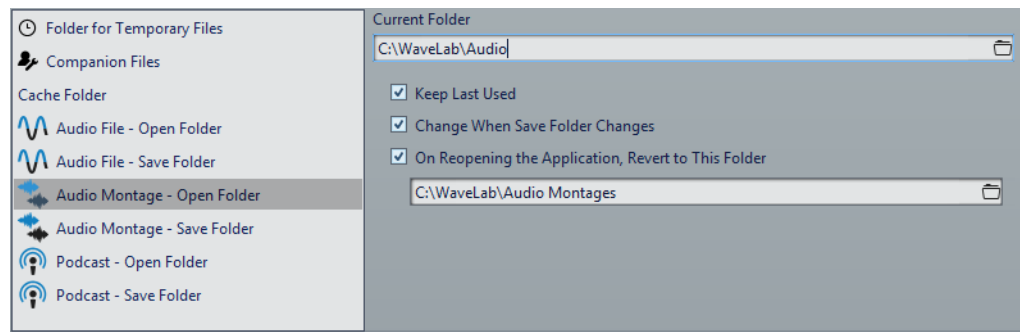 Folder for Temporary Files
Companion Files
Cache Folder
Audio File - Open Folder
Audio File - Save Folder
Audio Montage - Open Folder
Audio Montage - Save Folder
Podcast - Open Folder
Podcast - Save Folder
Current Folder
C:\WaveLab\Audio
Keep Last Used
Change When Save Folder Changes
On Reopening the Application, Revert to This Folder
C:\WaveLab\Audio Montages